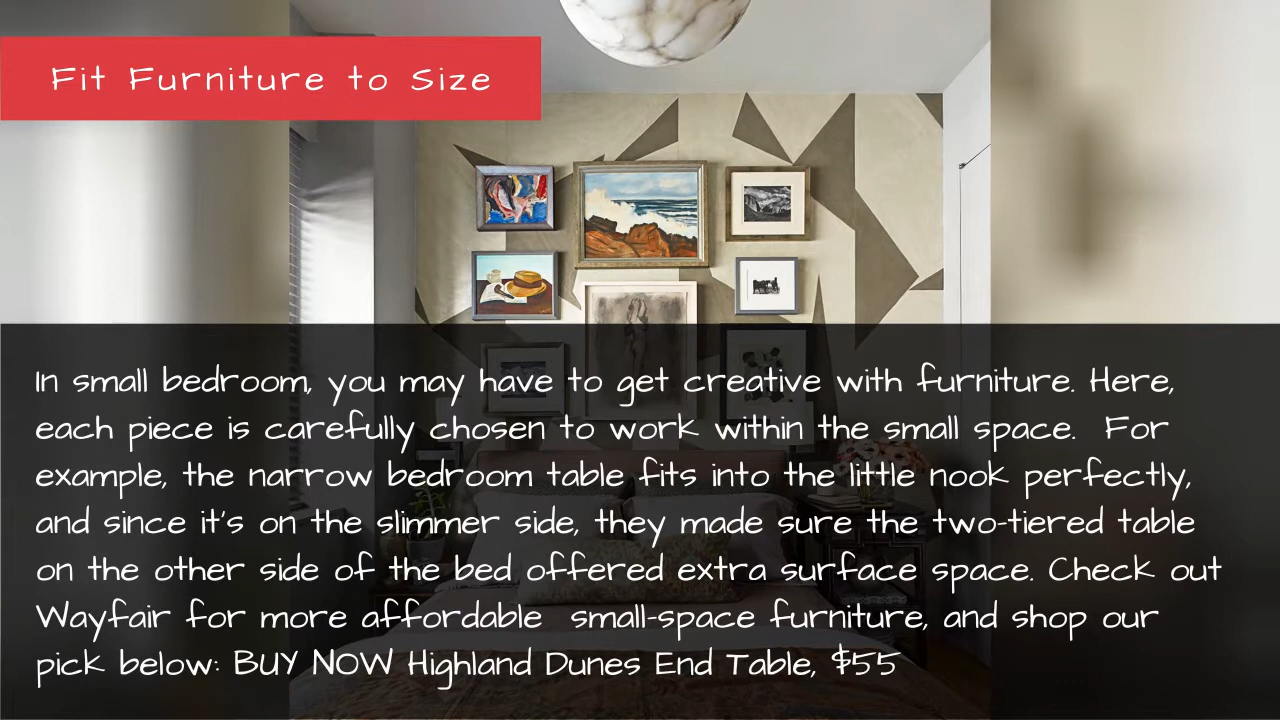 Fit Furniture to Size
In small bedroom, you may have to get creative with furniture. Here,
each piece is carefully chosen to work within the small space.  For
example, the narrow bedroom table fits into the little nook perfectly,
and since it's on the slimmer side, they made sure the two-tiered table
on the other side of the bed offered extra surface space. Check out
Wayfair for more affordable  small-space furniture, and shop our
pick below: BUY NOW Highland Dunes End Table, $55